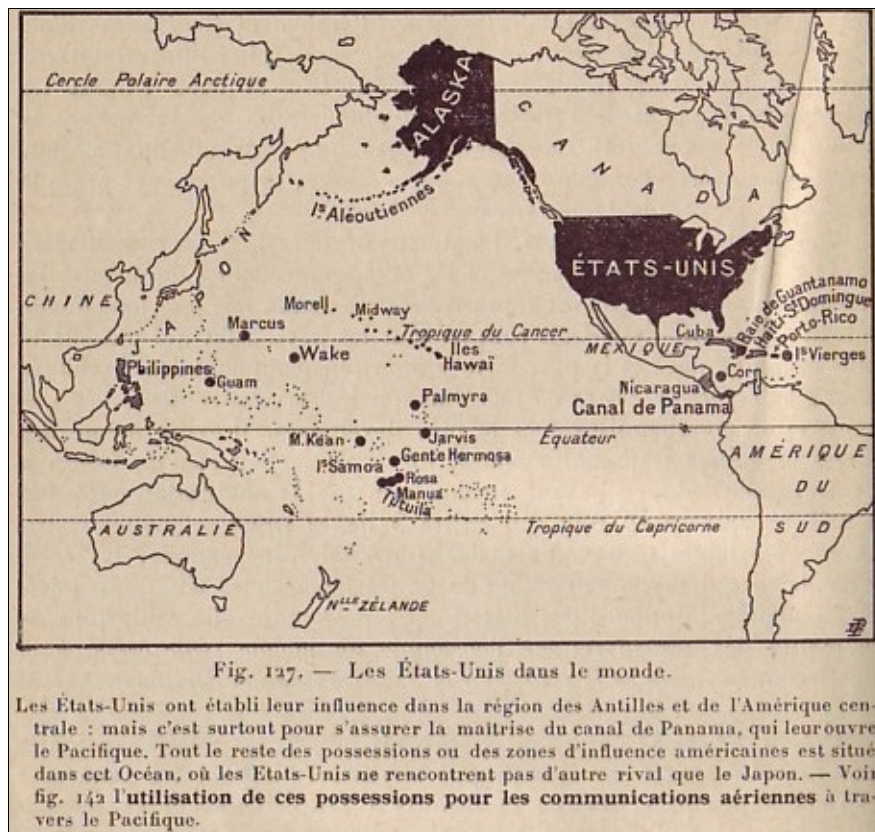 Cercle Polaire Arctique
ALASKA
CANADA
Iˢ Aléoutiennes
ÉTATS-UNIS
CHINE
JAPON
Morell
Midway
Marcus
Tropique du Cancer
Wake
Iles
Hawaï
Philippines
Guam
MEXIQUE
Cuba
Baie de Guantanamo
Haïti-Sᵗ Domingue
Porto-Rico
Iˢ Vierges
Corn
Nicaragua
Canal de Panama
Palmyra
M.Kéan
Jarvis
Équateur
Gente Hermosa
Iˢ Samoa
Rosa
Manua
Tutuila
AMÉRIQUE
DU
SUD
AUSTRALIE
Tropique du Capricorne
Nˡˡᵉ ZÉLANDE
Fig. 127. — Les États-Unis dans le monde.
Les États-Unis ont établi leur influence dans la région des Antilles et de l'Amérique cen-
trale : mais c'est surtout pour s'assurer la maîtrise du canal de Panama, qui leur ouvre
le Pacifique. Tout le reste des possessions ou des zones d'influence américaines est situé
dans cet Océan, où les Etats-Unis ne rencontrent pas d'autre rival que le Japon. — Voir
fig. 142 l'utilisation de ces possessions pour les communications aériennes à tra-
vers le Pacifique.